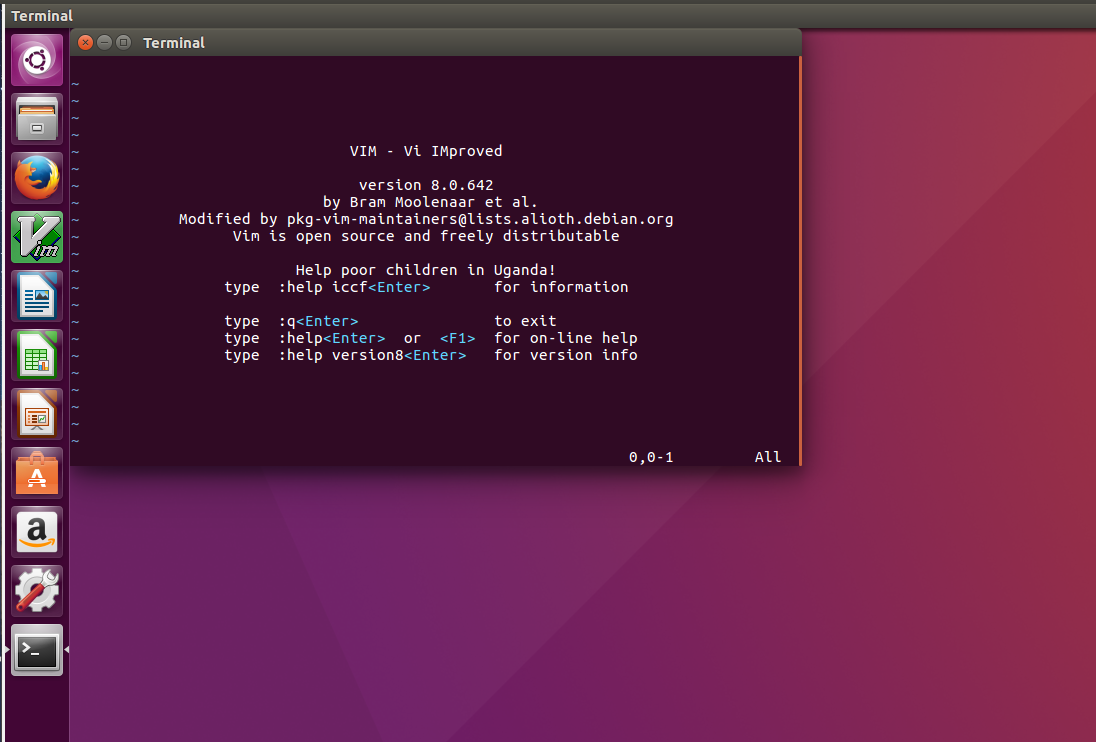 Terminal
Terminal
~
~
~
~
~ VIM - Vi IMproved
~
~ version 8.0.642
~ by Bram Moolenaar et al.
~ Modified by pkg-vim-maintainers@lists.alioth.debian.org
~ Vim is open source and freely distributable
~
~ Help poor children in Uganda!
~ type :help iccf<Enter> for information
~
~ type :q<Enter> to exit
~ type :help<Enter> or <F1> for on-line help
~ type :help version8<Enter> for version info
~
~
~
~
~
0,0-1 All
Vim
A
a
>_